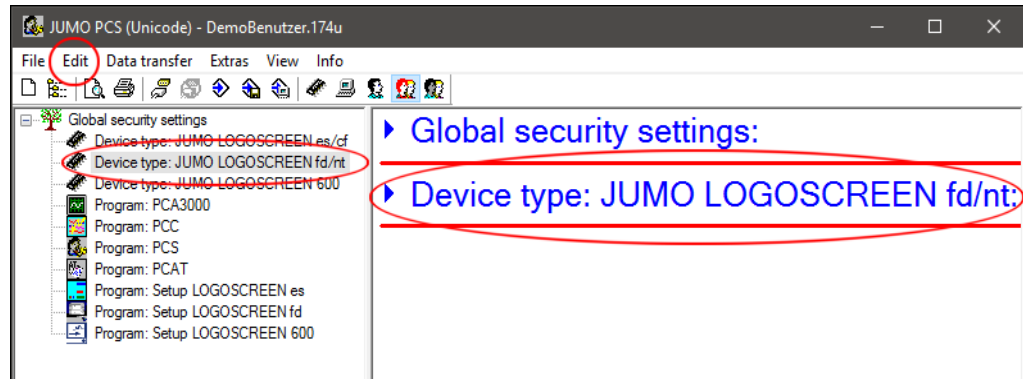 JUMO PCS (Unicode) - DemoBenutzer.174u
File Edit Data transfer Extras View Info
Global security settings
Device type: JUMO LOGOSCREEN es/cf
Device type: JUMO LOGOSCREEN fd/nt
Device type: JUMO LOGOSCREEN 600
Program: PCA3000
Program: PCC
Program: PCS
Program: PCAT
Program: Setup LOGOSCREEN es
Program: Setup LOGOSCREEN fd
Program: Setup LOGOSCREEN 600
Global security settings:
Device type: JUMO LOGOSCREEN fd/nt: